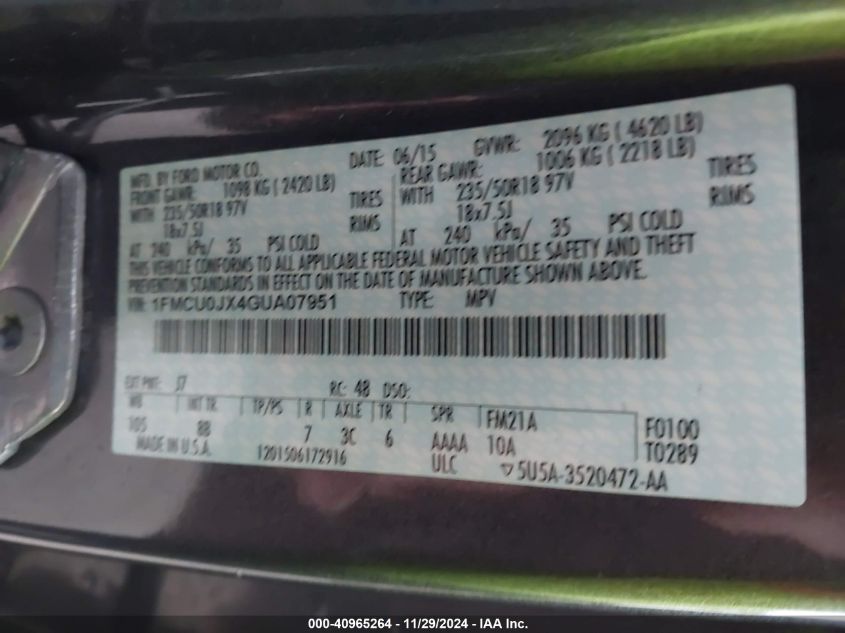 MFD. BY FORD MOTOR CO.
DATE: 06/15 GVWR: 2096 KG ( 4620 LB)
FRONT GAWR: 1098 KG ( 2420 LB) REAR GAWR: 1006 KG ( 2218 LB)
WITH 235/50R18 97V TIRES WITH 235/50R18 97V TIRES
18x7.5J RIMS 18x7.5J RIMS
AT 240 kPa/ 35 PSI COLD AT 240 kPa/ 35 PSI COLD
THIS VEHICLE CONFORMS TO ALL APPLICABLE FEDERAL MOTOR VEHICLE SAFETY AND THEFT
PREVENTION STANDARDS IN EFFECT ON THE DATE OF MANUFACTURE SHOWN ABOVE.
VIN: 1FMCU0JX4GUA07951 TYPE: MPV
EXT PNT: J7 RC: 48 DSO:
WB INT TR TP/PS R AXLE TR SPR FM21A F0100
105 8B 7 3C 6 AAAA 10A T0289
MADE IN U.S.A. 1201506172916 ULC ▽5U5A-3520472-AA
000-40965264 - 11/29/2024 - IAA Inc.